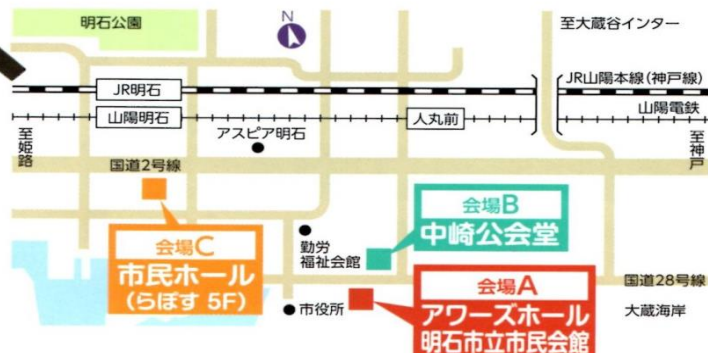 明石公園
N
至大蔵谷インター
JR明石
JR山陽本線(神戸線)
山陽明石
人丸前
山陽電鉄
至姫路
アスピア明石
至神戸
国道2号線
会場B
中崎公会堂
会場C
市民ホール
(らぽす 5F)
勤労
福祉会館
会場A
アワーズホール
明石市立市民会館
国道28号線
市役所
大蔵海岸